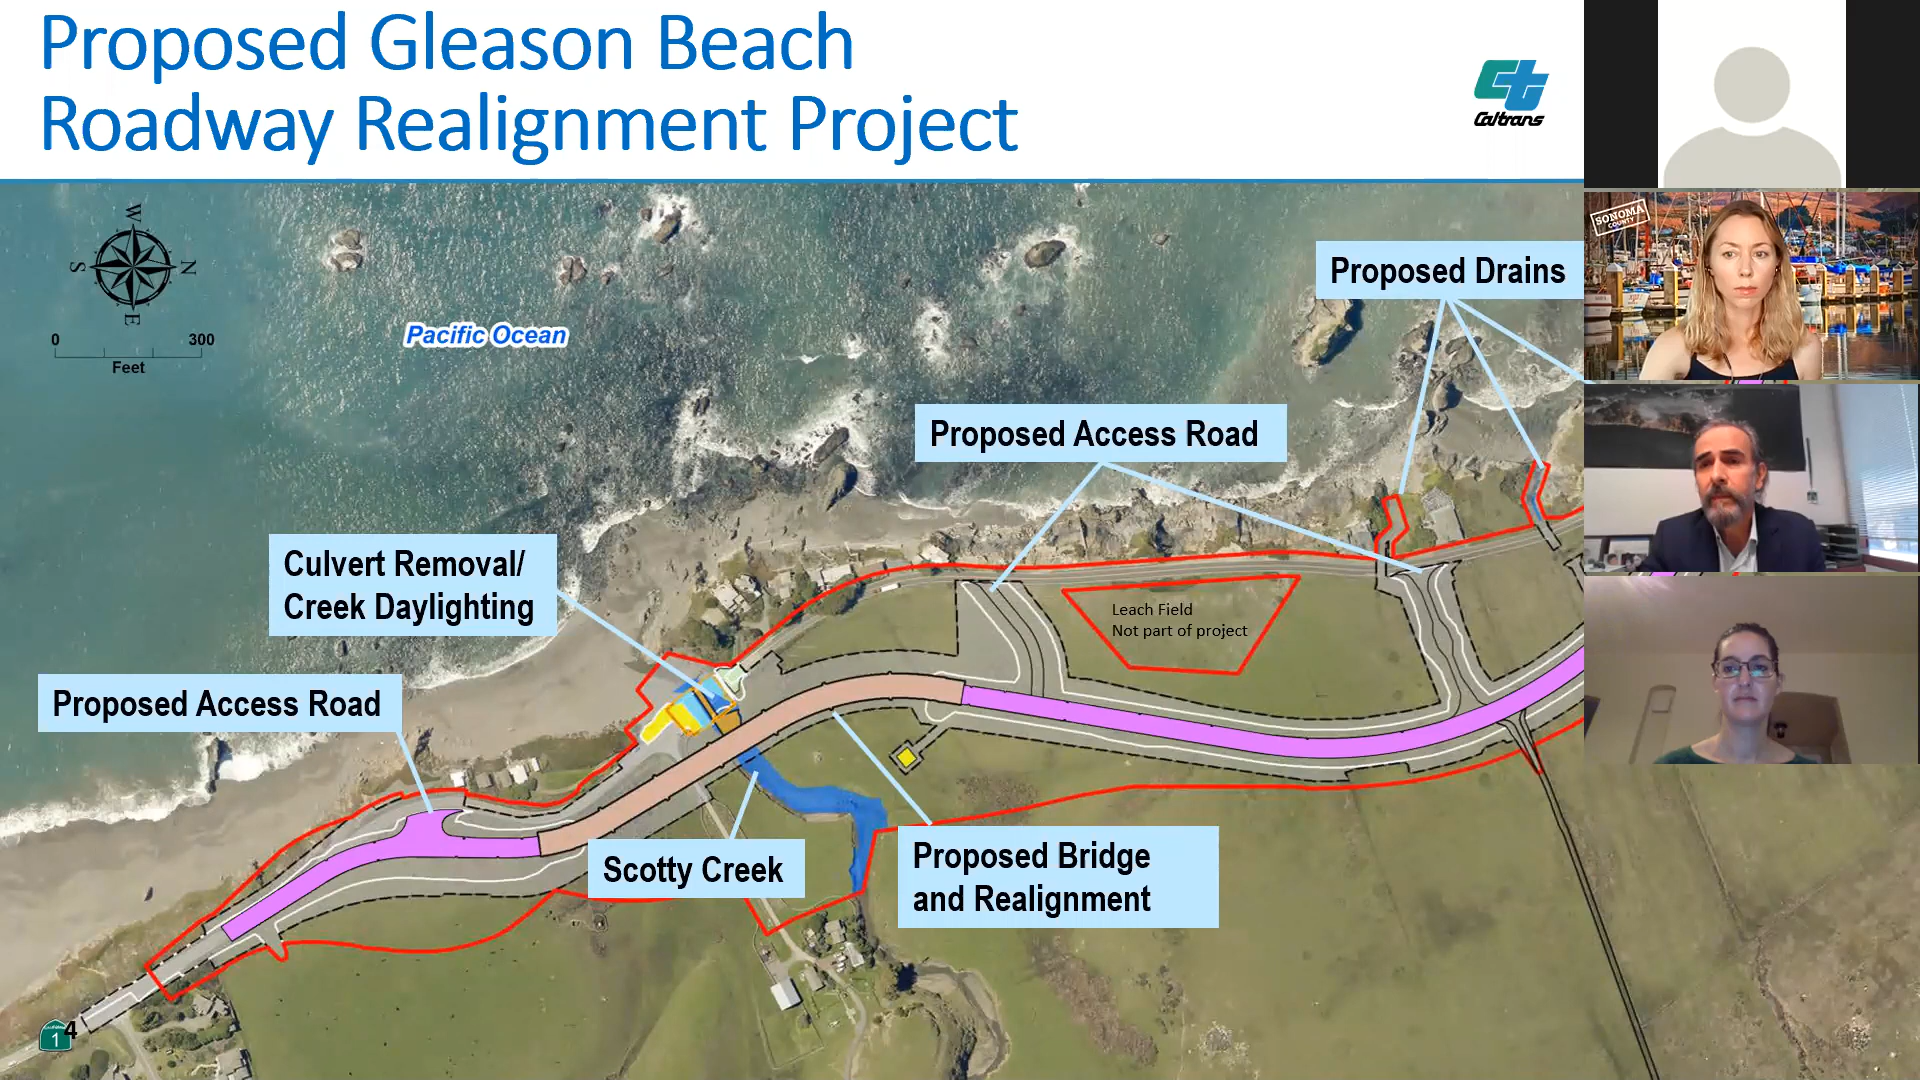 Proposed Gleason Beach
Roadway Realignment Project
Caltrans
SONOMA
COUNTY
W
S
N
E
0
300
Feet
Pacific Ocean
Proposed Drains
Proposed Access Road
Culvert Removal/
Creek Daylighting
Leach Field
Not part of project
Proposed Access Road
Scotty Creek
Proposed Bridge
and Realignment
1
4